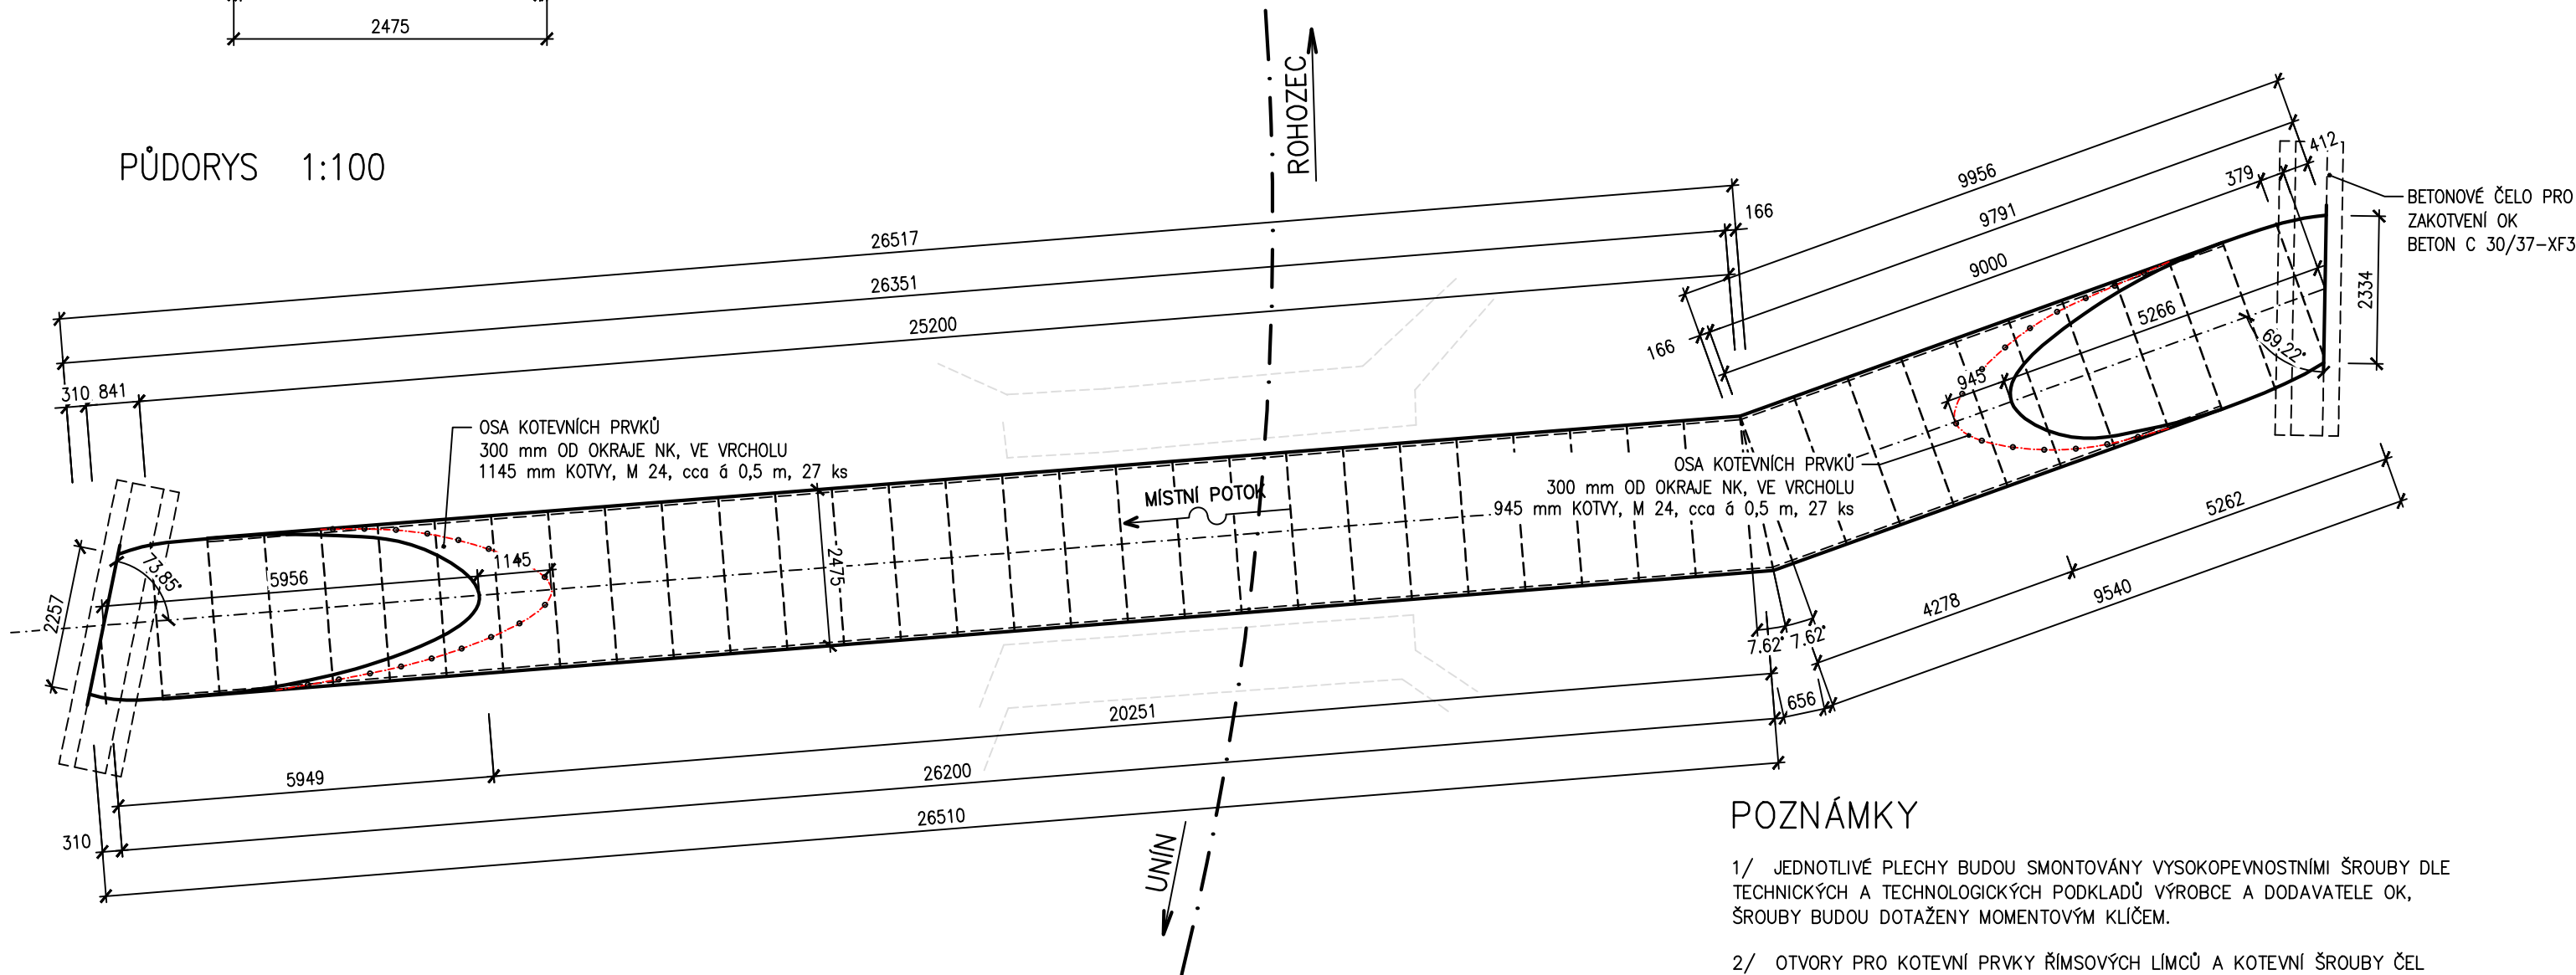 2475
PŮDORYS 1:100
ROHOZEC
26517
26351
25200
166
310 841
9956
9791
9000
166
379
412
BETONOVÉ ČELO PRO
ZAKOTVENÍ OK
BETON C 30/37-XF3
2334
5266
945
69.22°
OSA KOTEVNÍCH PRVKŮ
300 mm OD OKRAJE NK, VE VRCHOLU
1145 mm KOTVY, M 24, cca á 0,5 m, 27 ks
OSA KOTEVNÍCH PRVKŮ
300 mm OD OKRAJE NK, VE VRCHOLU
945 mm KOTVY, M 24, cca á 0,5 m, 27 ks
MÍSTNÍ POTOK
2475
1145
5956
73.85°
2257
7.62° 7.62°
656
5262
4278
9540
20251
5949
26200
26510
310
UNÍN
POZNÁMKY
1/ JEDNOTLIVÉ PLECHY BUDOU SMONTOVÁNY VYSOKOPEVNOSTNÍMI ŠROUBY DLE
TECHNICKÝCH A TECHNOLOGICKÝCH PODKLADŮ VÝROBCE A DODAVATELE OK,
ŠROUBY BUDOU DOTAŽENY MOMENTOVÝM KLÍČEM.
2/ OTVORY PRO KOTEVNÍ PRVKY ŘÍMSOVÝCH LÍMCŮ A KOTEVNÍ ŠROUBY ČEL